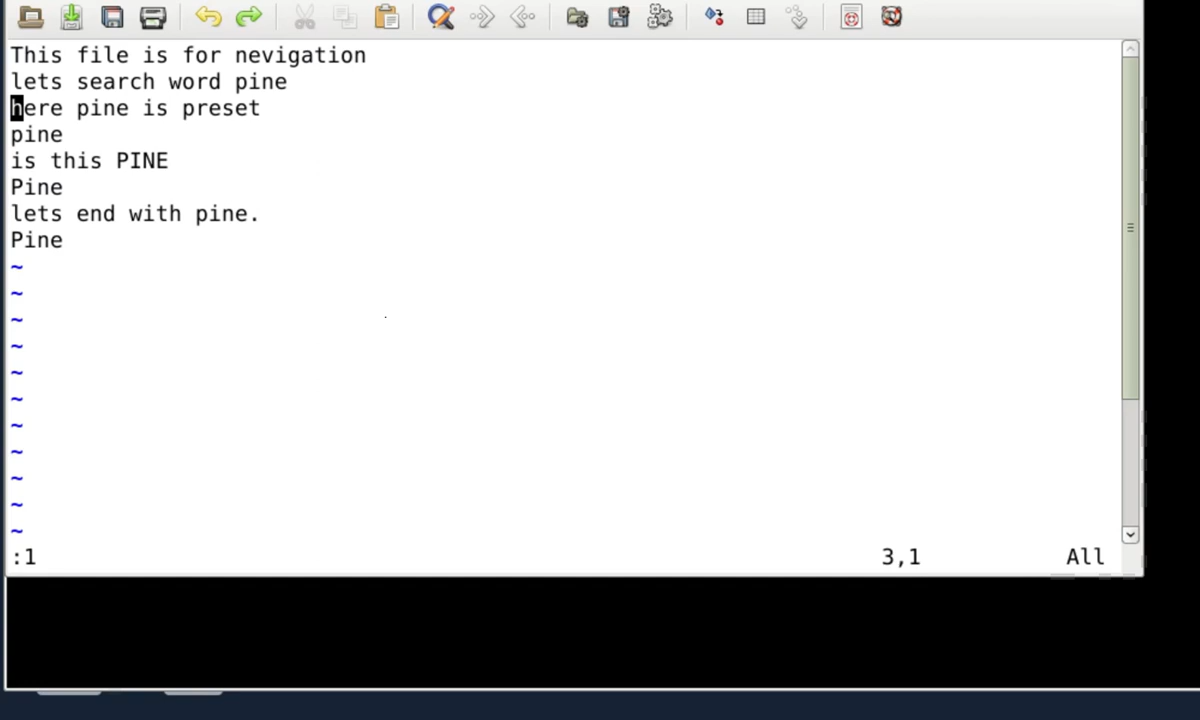 This file is for nevigation
lets search word pine
here pine is preset
pine
is this PINE
Pine
lets end with pine.
Pine
~
~
~
~
~
~
~
~
~
~
~
:1 3,1 All